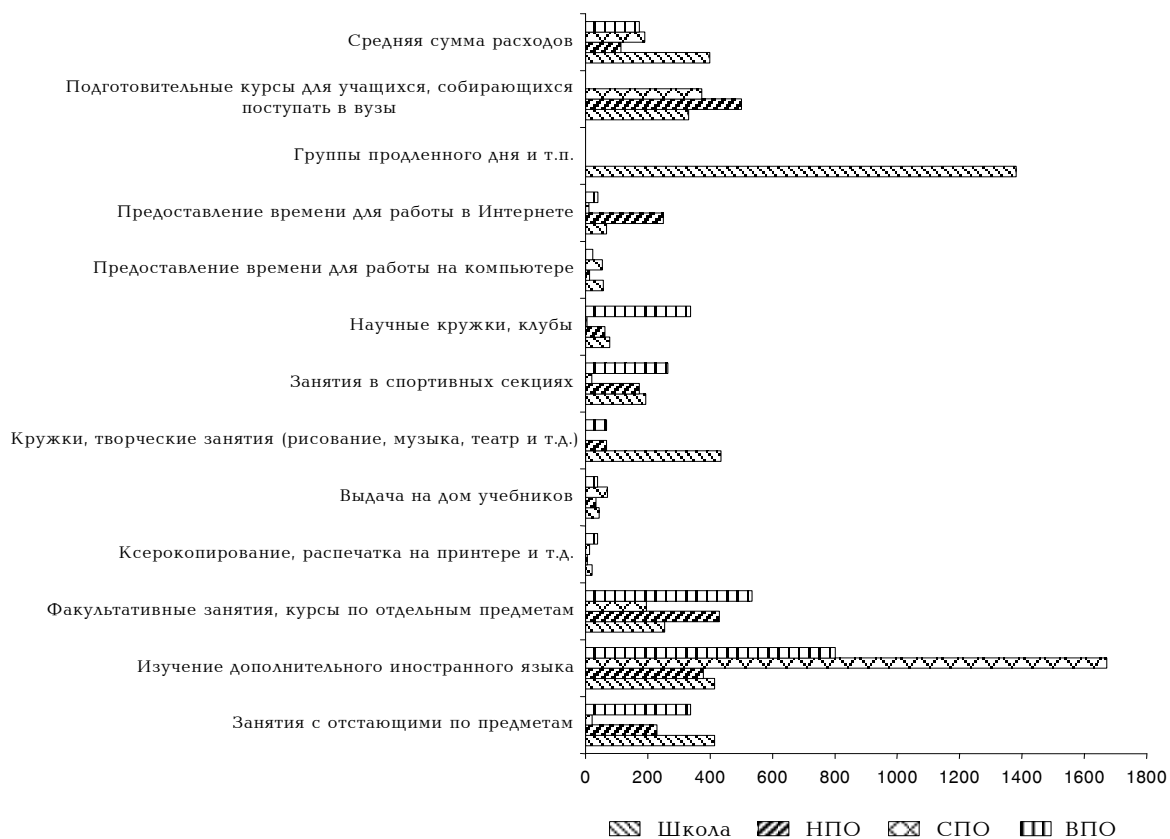 Средняя сумма расходов
Подготовительные курсы для учащихся, собирающихся
поступать в вузы
Группы продленного дня и т.п.
Предоставление времени для работы в Интернете
Предоставление времени для работы на компьютере
Научные кружки, клубы
Занятия в спортивных секциях
Кружки, творческие занятия (рисование, музыка, театр и т.д.)
Выдача на дом учебников
Ксерокопирование, распечатка на принтере и т.д.
Факультативные занятия, курсы по отдельным предметам
Изучение дополнительного иностранного языка
Занятия с отстающими по предметам
0 200 400 600 800 1000 1200 1400 1600 1800
Школа НПО СПО ВПО